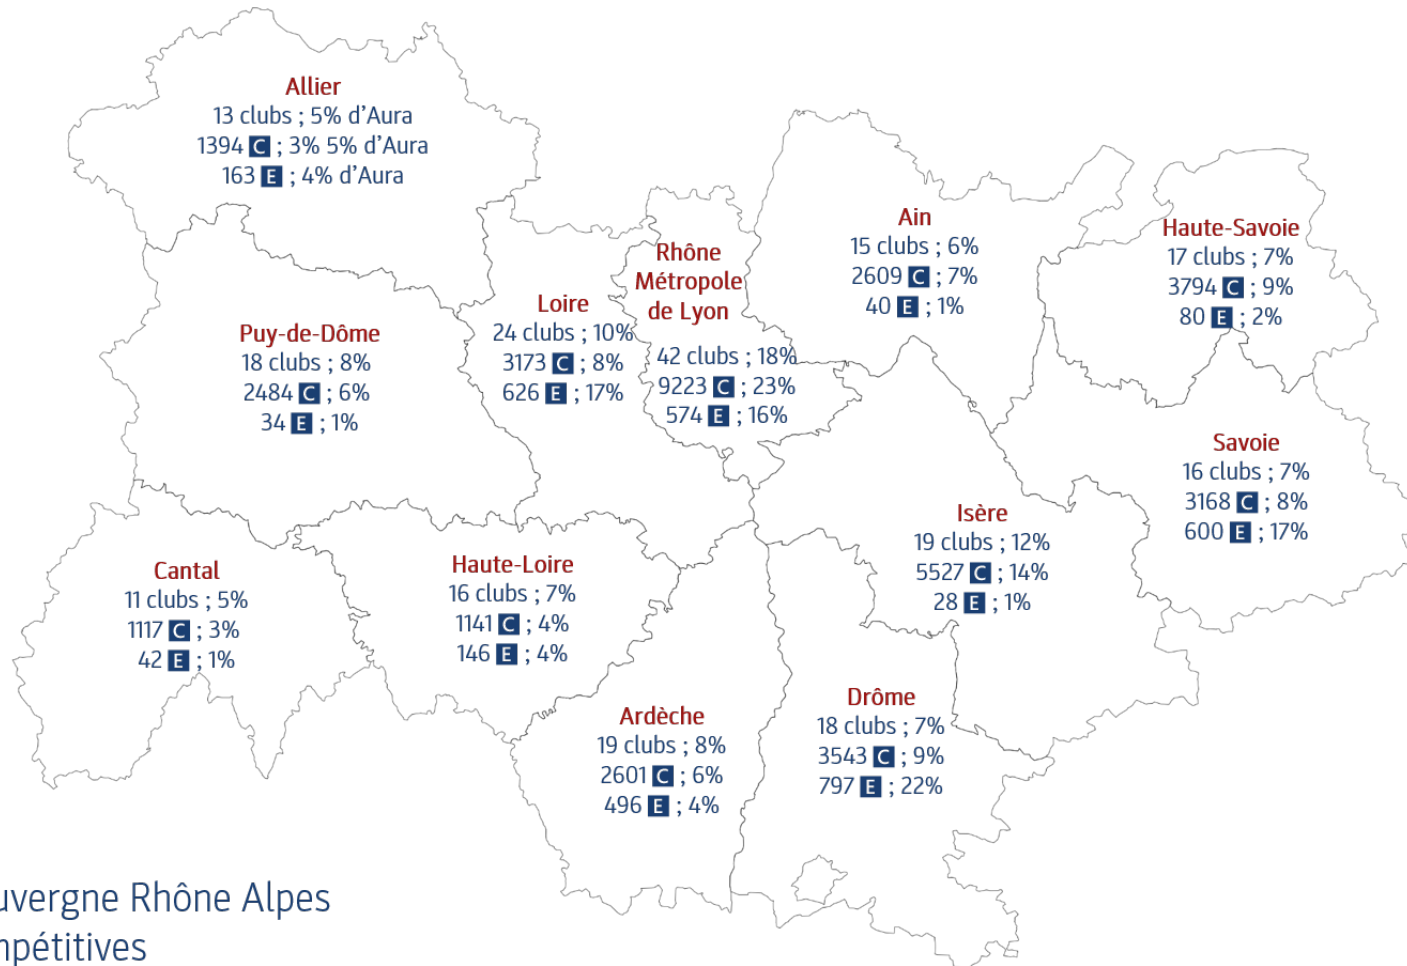 Allier
13 clubs ; 5% d'Aura
1394 C ; 3% 5% d'Aura
163 E ; 4% d'Aura
Ain
15 clubs ; 6%
2609 C ; 7%
40 E ; 1%
Haute-Savoie
17 clubs ; 7%
3794 C ; 9%
80 E ; 2%
Rhône
Métropole
de Lyon
42 clubs ; 18%
9223 C ; 23%
574 E ; 16%
Loire
24 clubs ; 10%
3173 C ; 8%
626 E ; 17%
Puy-de-Dôme
18 clubs ; 8%
2484 C ; 6%
34 E ; 1%
Savoie
16 clubs ; 7%
3168 C ; 8%
600 E ; 17%
Isère
19 clubs ; 12%
5527 C ; 14%
28 E ; 1%
Haute-Loire
16 clubs ; 7%
1141 C ; 4%
146 E ; 4%
Cantal
11 clubs ; 5%
1117 C ; 3%
42 E ; 1%
Drôme
18 clubs ; 7%
3543 C ; 9%
797 E ; 22%
Ardèche
19 clubs ; 8%
2601 C ; 6%
496 E ; 4%
uvergne Rhône Alpes
mpétitives